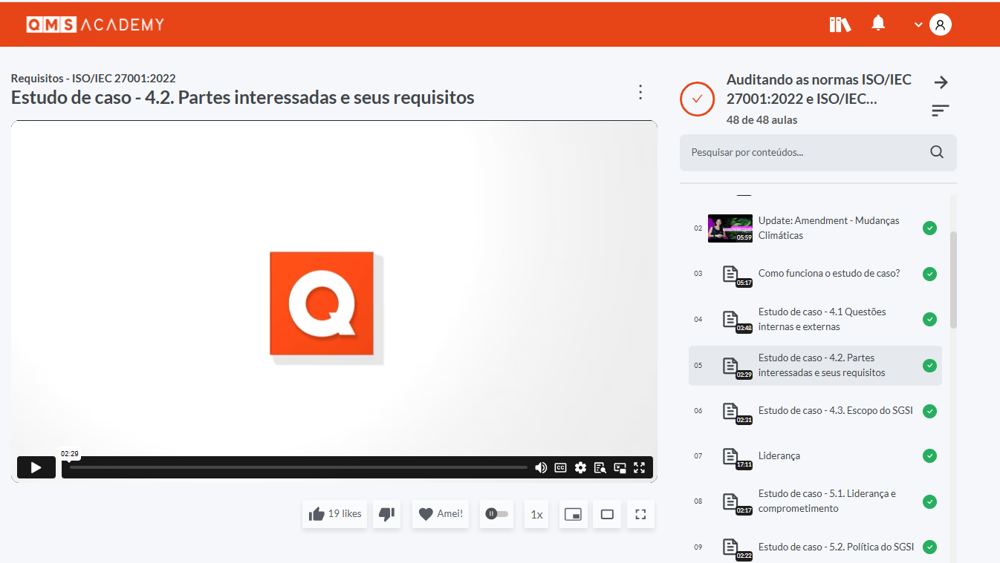 QMS ACADEMY
Requisitos - ISO/IEC 27001:2022
Estudo de caso - 4.2. Partes interessadas e seus requisitos
Q
02:29
CC
19 likes
Amei!
1x
Auditando as normas ISO/IEC
27001:2022 e ISO/IEC...
48 de 48 aulas
Pesquisar por conteúdos...
02
05:59
Update: Amendment - Mudanças
Climáticas
03
05:17
Como funciona o estudo de caso?
04
03:48
Estudo de caso - 4.1 Questões
internas e externas
05
02:29
Estudo de caso - 4.2. Partes
interessadas e seus requisitos
06
02:31
Estudo de caso - 4.3. Escopo do SGSI
07
17:11
Liderança
08
02:17
Estudo de caso - 5.1. Liderança e
comprometimento
09
02:22
Estudo de caso - 5.2. Política do SGSI